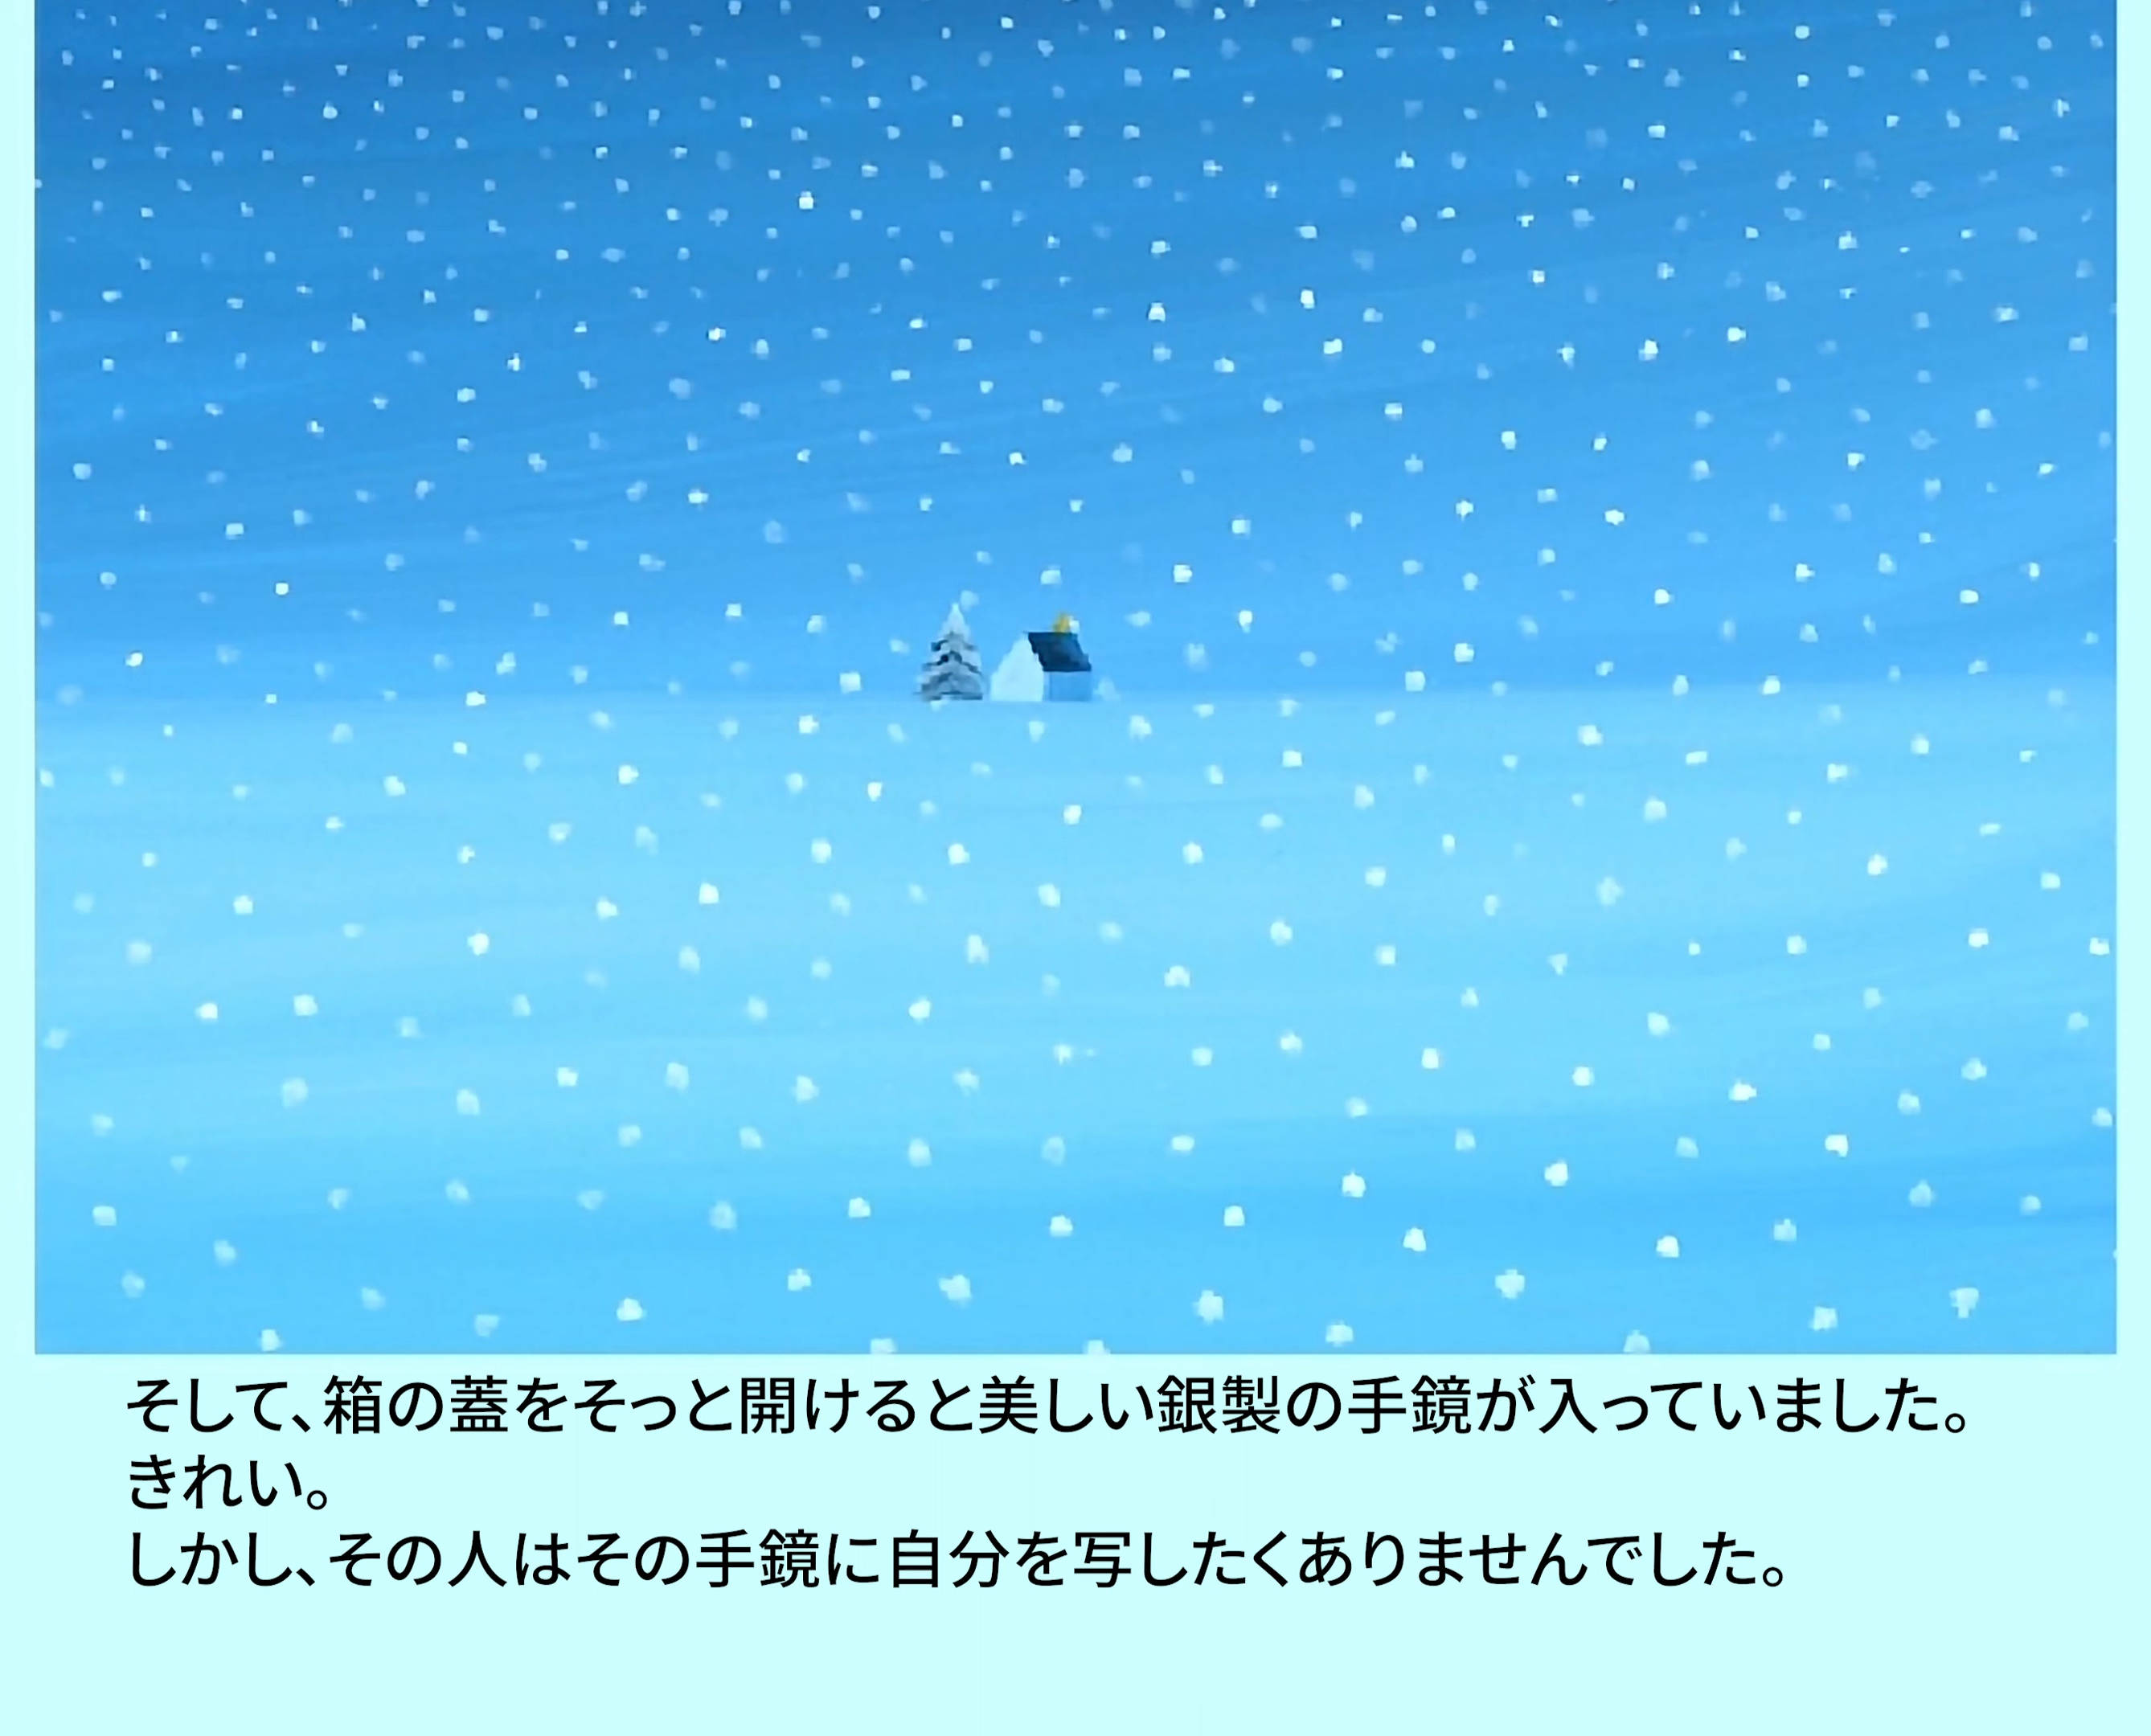 そして、箱の蓋をそっと開けると美しい銀製の手鏡が入っていました。
きれい。
しかし、その人はその手鏡に自分を写したくありませんでした。